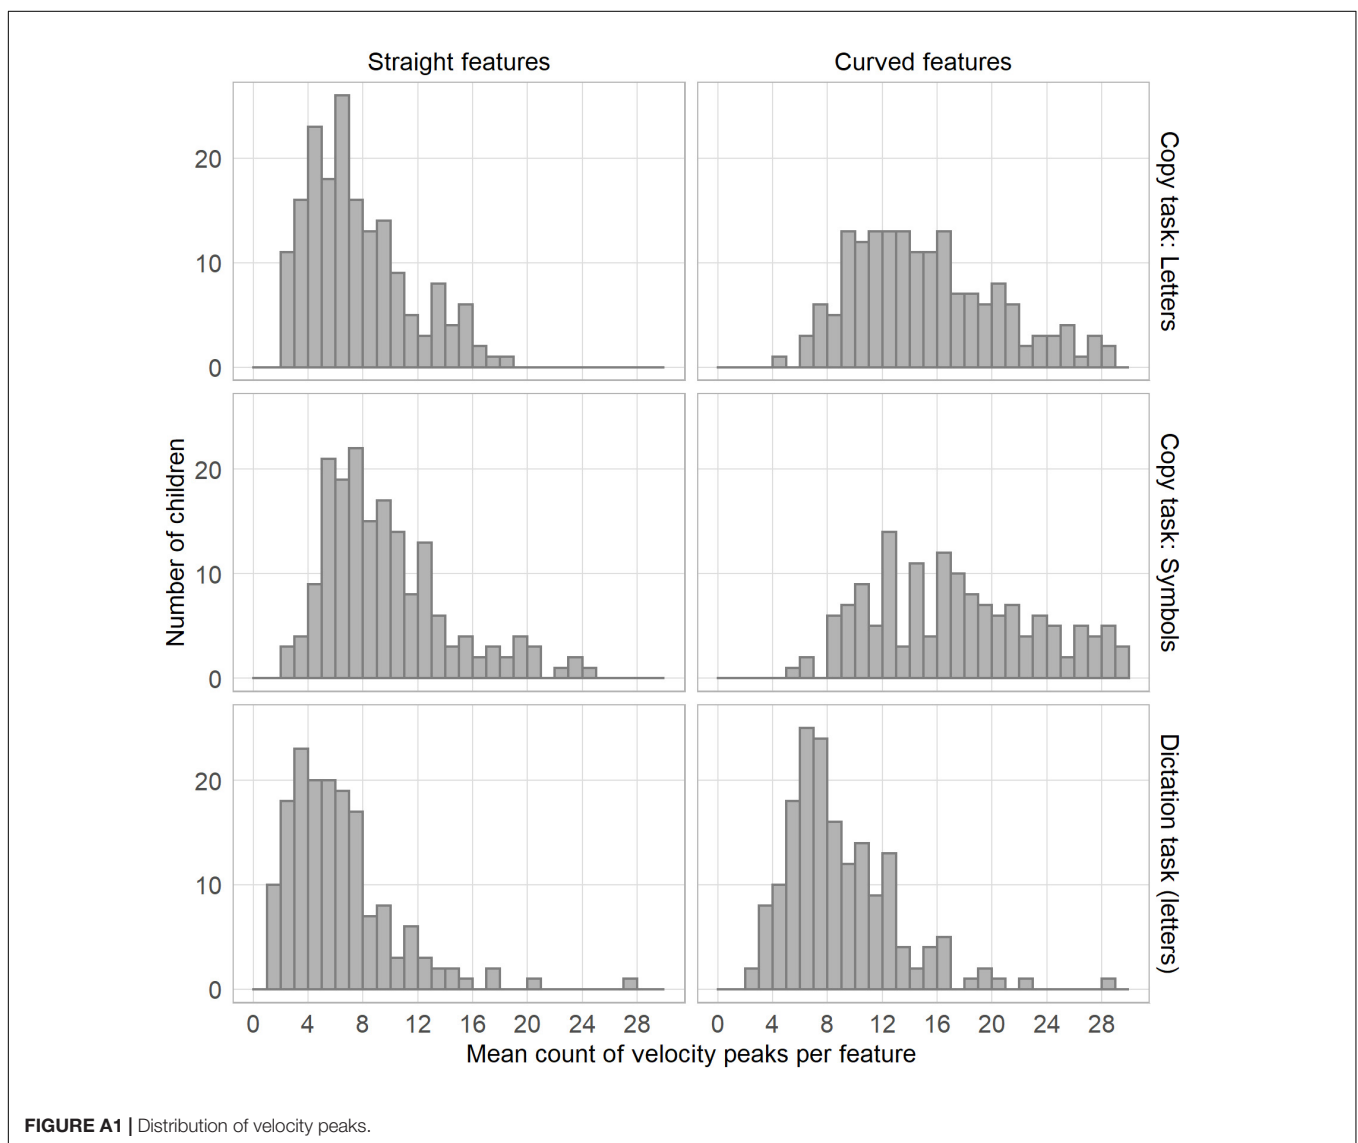 Straight features
Curved features
20
10
0
Copy task: Letters
Number of children
20
10
0
Copy task: Symbols
20
10
0
Dictation task (letters)
0 4 8 12 16 20 24 28
0 4 8 12 16 20 24 28
Mean count of velocity peaks per feature
FIGURE A1 | Distribution of velocity peaks.